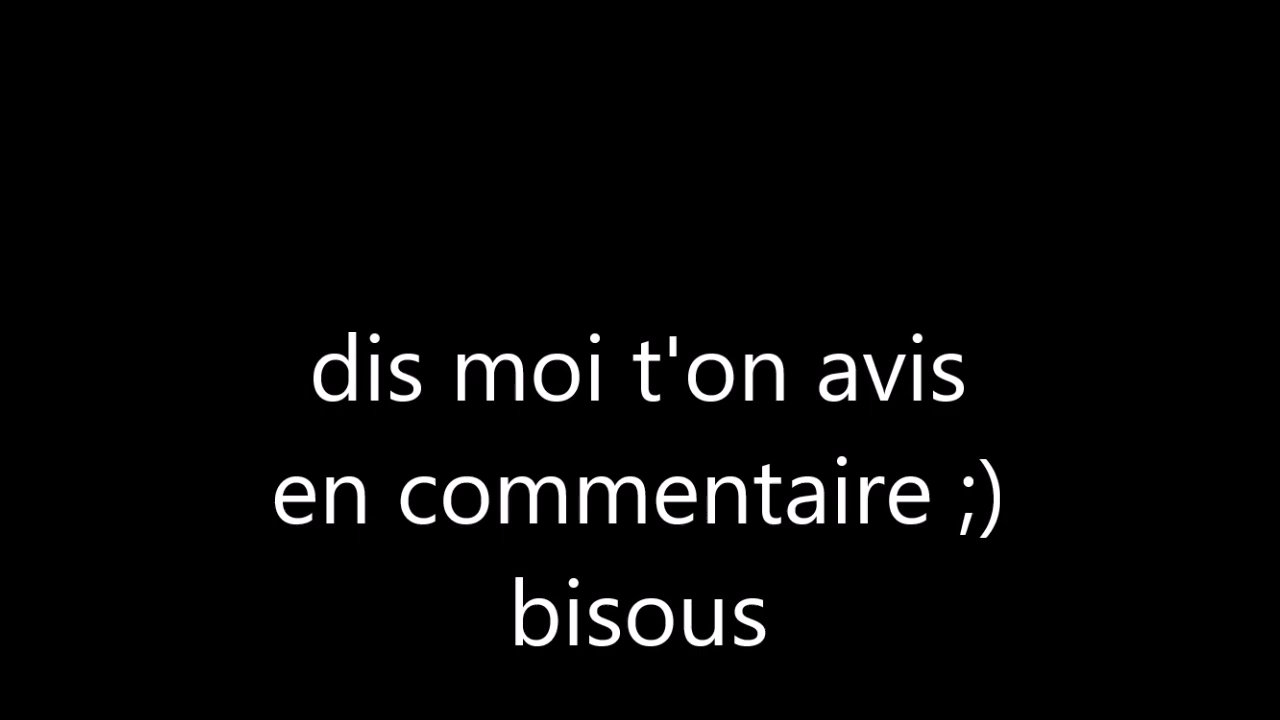 dis moi t'on avis
en commentaire ;)
bisous